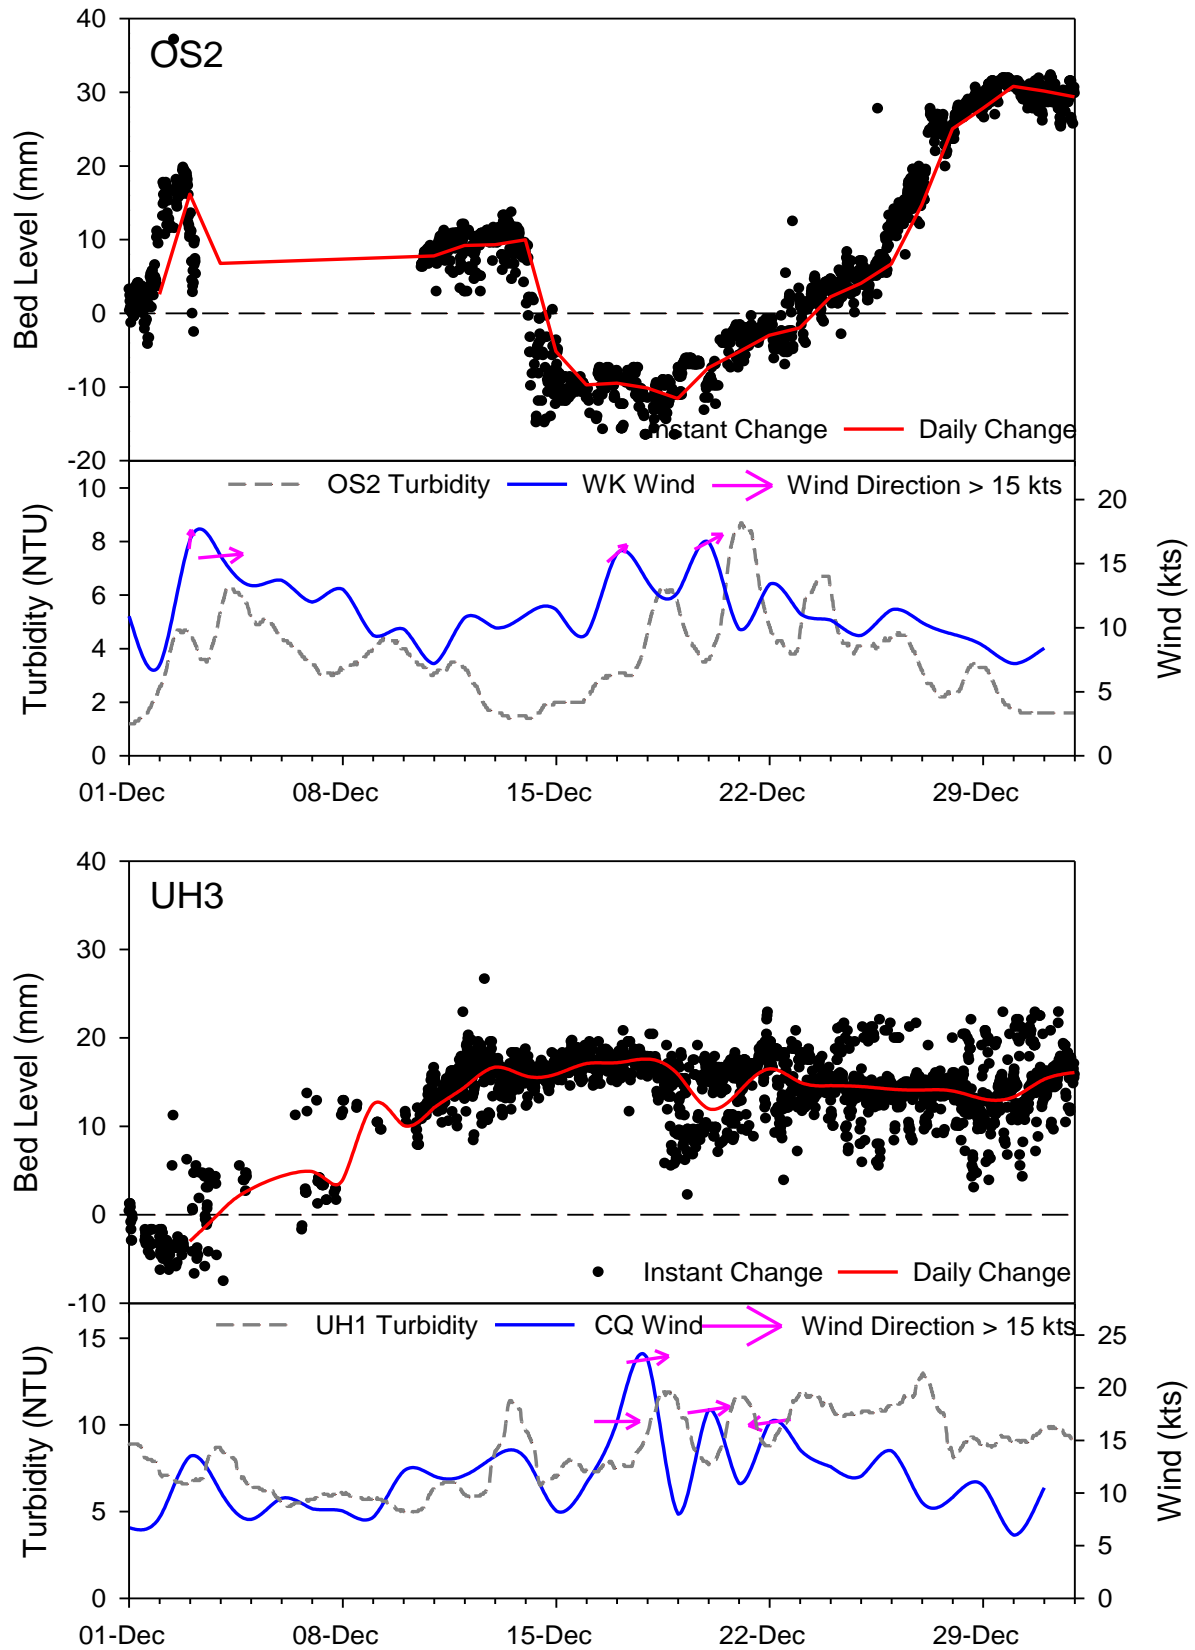 40
OS2
30
20
10
0
-10
-20
Bed Level (mm)
Instant Change
Daily Change
OS2 Turbidity
WK Wind
Wind Direction > 15 kts
10
8
6
4
2
0
Turbidity (NTU)
20
15
10
5
0
Wind (kts)
01-Dec
08-Dec
15-Dec
22-Dec
29-Dec
40
UH3
30
20
10
0
-10
Bed Level (mm)
Instant Change
Daily Change
UH1 Turbidity
CQ Wind
Wind Direction > 15 kts
15
10
5
0
Turbidity (NTU)
25
20
15
10
5
0
Wind (kts)
01-Dec
08-Dec
15-Dec
22-Dec
29-Dec